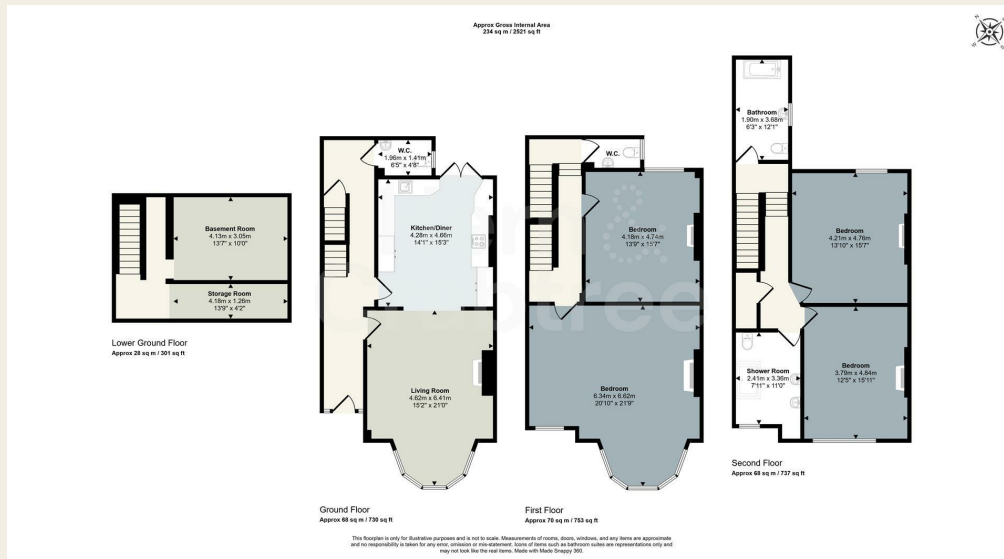 Approx Gross Internal Area
234 sq m / 2521 sq ft
Bathroom
1.90m x 3.68m
6'3" x 12'1"
W.C.
1.96m x 1.41m
6'5" x 4'8"
W.C.
Basement Room
4.13m x 3.05m
13'7" x 10'0"
Kitchen/Diner
4.28m x 4.66m
14'1" x 15'3"
Bedroom
4.18m x 4.74m
13'9" x 15'7"
Bedroom
4.21m x 4.76m
13'10" x 15'7"
Storage Room
4.18m x 1.26m
13'9" x 4'2"
Lower Ground Floor
Approx 28 sq m / 301 sq ft
Living Room
4.62m x 6.41m
15'2" x 21'0"
Bedroom
6.34m x 6.62m
20'10" x 21'9"
Shower Room
2.41m x 3.36m
7'11" x 11'0"
Bedroom
3.79m x 4.84m
12'5" x 15'11"
Second Floor
Approx 68 sq m / 737 sq ft
Ground Floor
Approx 68 sq m / 730 sq ft
First Floor
Approx 70 sq m / 753 sq ft
This floorplan is only for illustrative purposes and is not to scale. Measurements of rooms, doors, windows, and any items are approximate
and no responsibility is taken for any error, omission or mis-statement. Icons of items such as bathroom suites are representations only and
may not look like the real items. Made with Made Snappy 360.